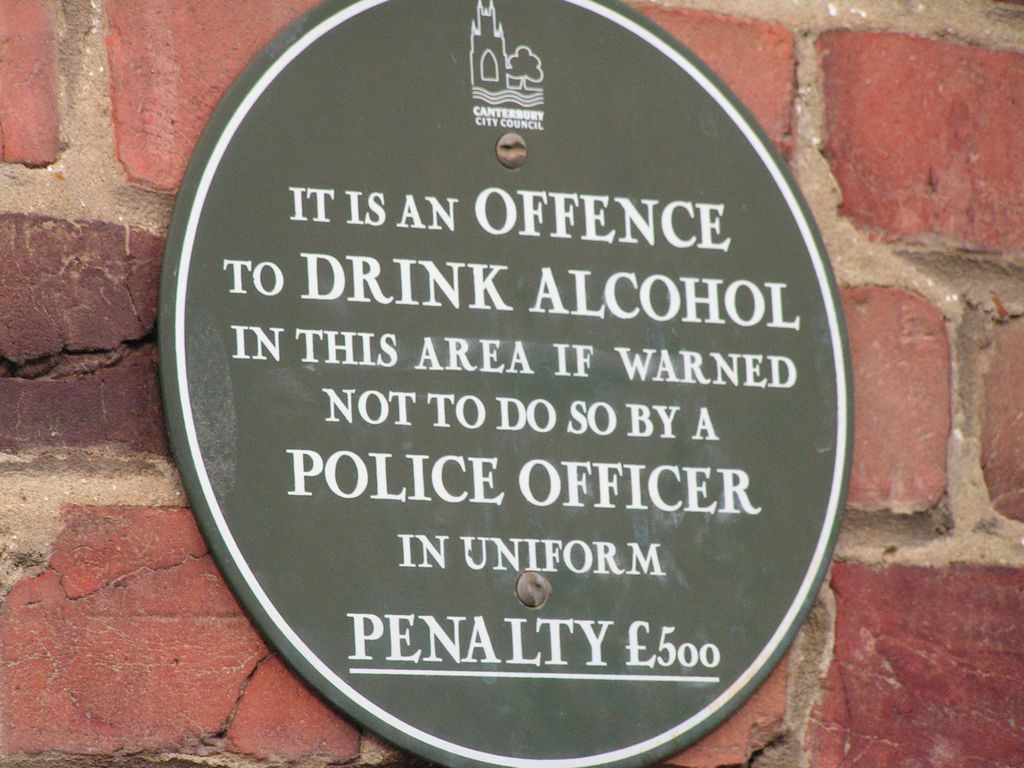 CANTERBURY
CITY COUNCIL
IT IS AN OFFENCE
TO DRINK ALCOHOL
IN THIS AREA IF WARNED
NOT TO DO SO BY A
POLICE OFFICER
IN UNIFORM
PENALTY £500